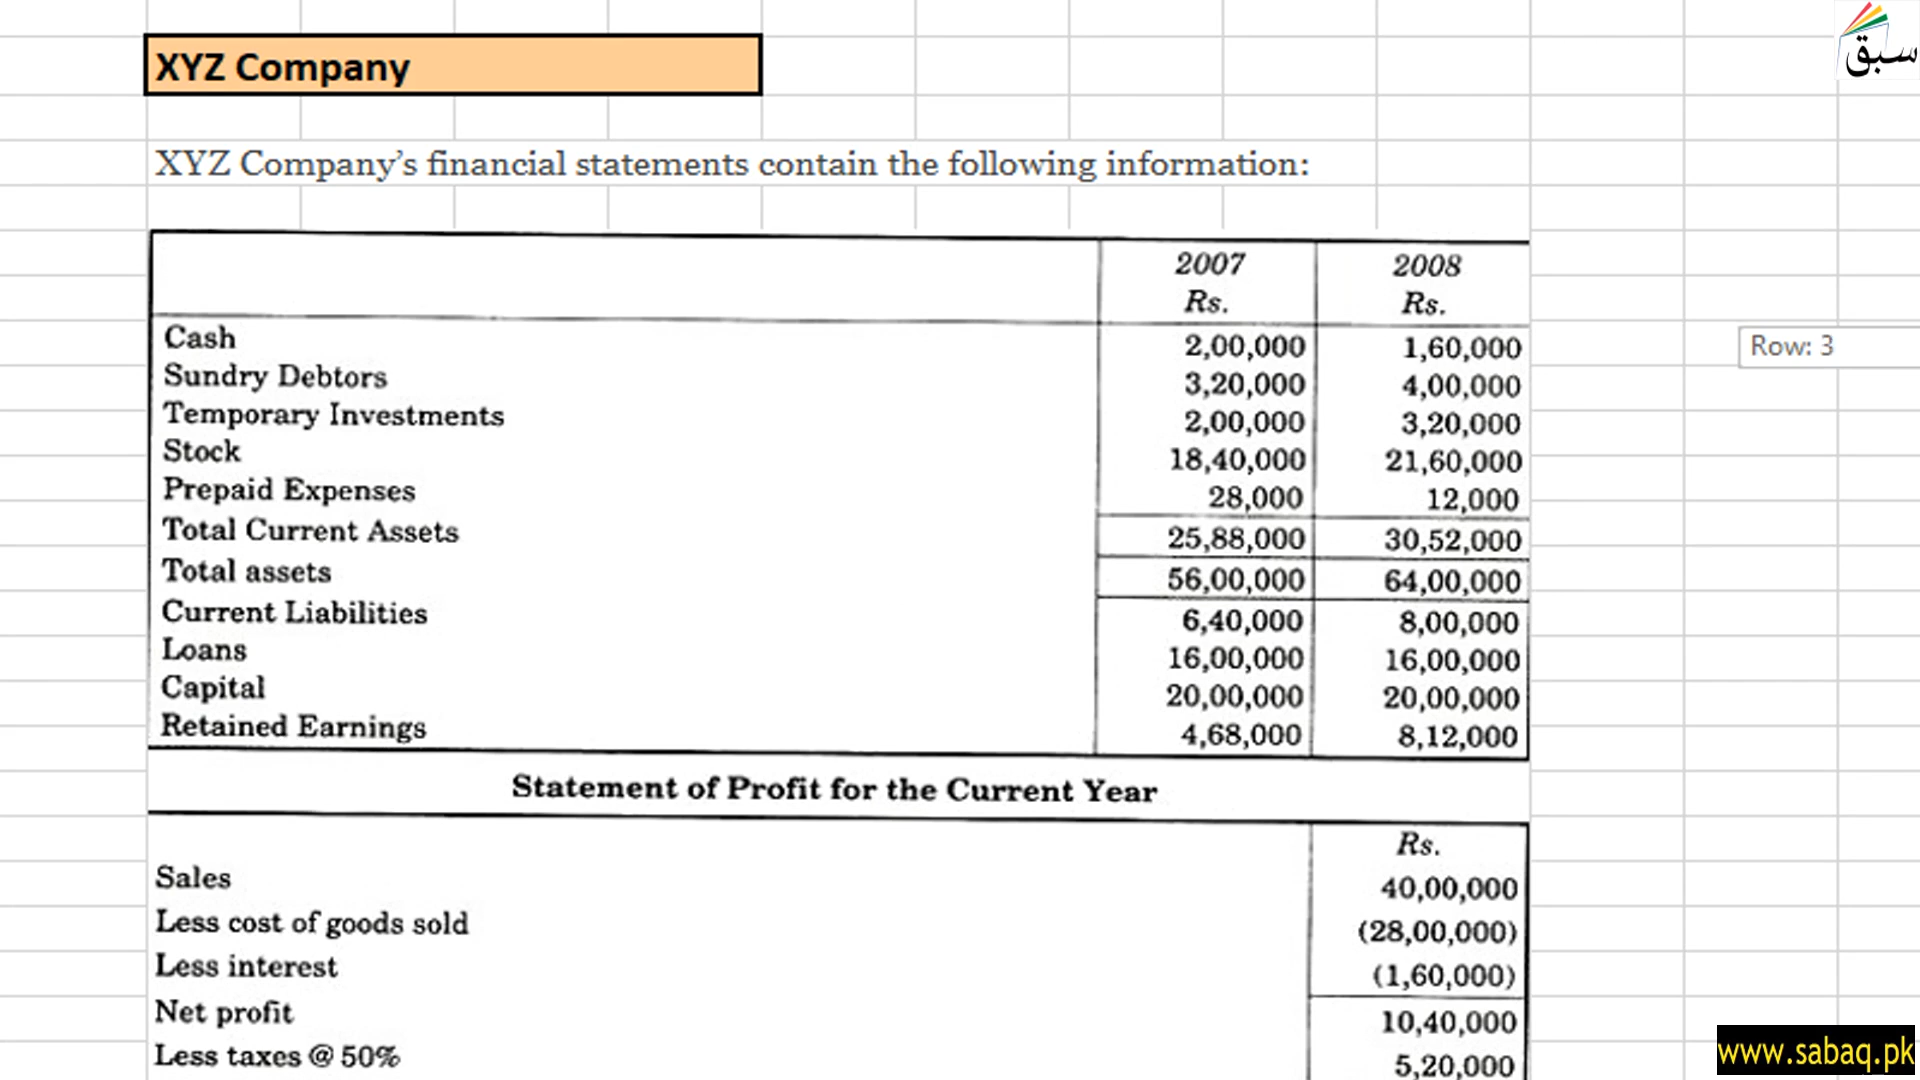 سبق
XYZ Company
XYZ Company's financial statements contain the following information:
2007 2008
Rs. Rs.
Cash 2,00,000 1,60,000
Sundry Debtors 3,20,000 4,00,000
Temporary Investments 2,00,000 3,20,000
Stock 18,40,000 21,60,000
Prepaid Expenses 28,000 12,000
Total Current Assets 25,88,000 30,52,000
Total assets 56,00,000 64,00,000
Current Liabilities 6,40,000 8,00,000
Loans 16,00,000 16,00,000
Capital 20,00,000 20,00,000
Retained Earnings 4,68,000 8,12,000
Row: 3
Statement of Profit for the Current Year
Rs.
Sales 40,00,000
Less cost of goods sold (28,00,000)
Less interest (1,60,000)
Net profit 10,40,000
Less taxes @ 50% 5,20,000
www.sabaq.pk